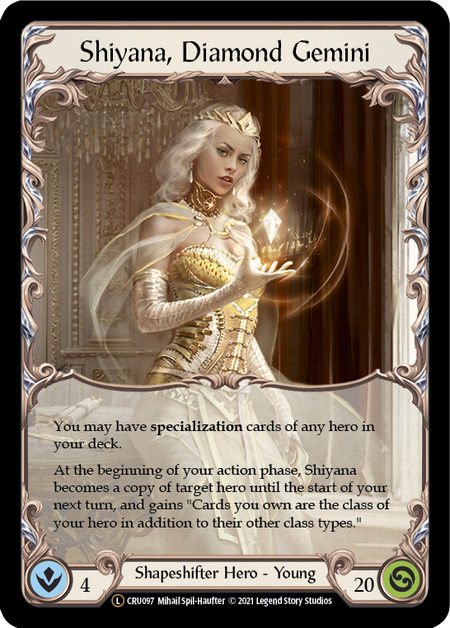 Shiyana, Diamond Gemini
You may have specialization cards of any hero in
your deck.
At the beginning of your action phase, Shiyana
becomes a copy of target hero until the start of your
next turn, and gains "Cards you own are the class of
your hero in addition to their other class types."
4
Shapeshifter Hero - Young
20
L CRU097 Mihail Spil-Haufter © 2021 Legend Story Studios